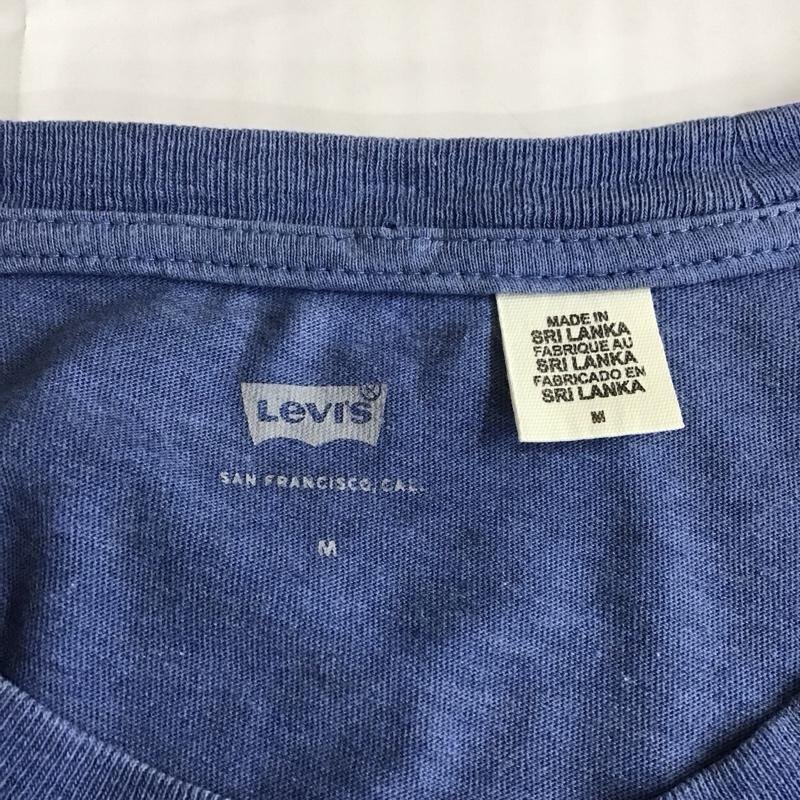 Levi's®
SAN FRANCISCO, CAL.
M
MADE IN
SRI LANKA
FABRIQUE AU
SRI LANKA
FABRICADO EN
SRI LANKA
M